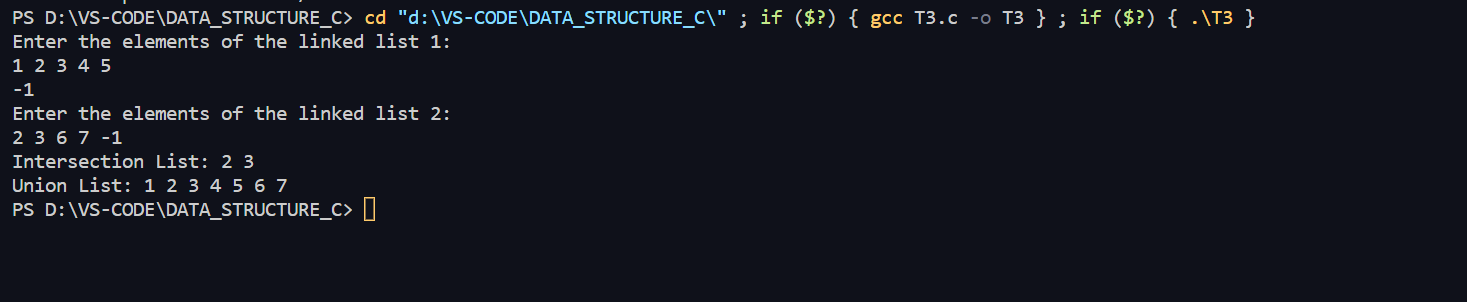 PS D:\VS-CODE\DATA_STRUCTURE_C> cd "d:\VS-CODE\DATA_STRUCTURE_C\" ; if ($?) { gcc T3.c -o T3 } ; if ($?) { .\T3 }
Enter the elements of the linked list 1:
1 2 3 4 5
-1
Enter the elements of the linked list 2:
2 3 6 7 -1
Intersection List: 2 3
Union List: 1 2 3 4 5 6 7
PS D:\VS-CODE\DATA_STRUCTURE_C>